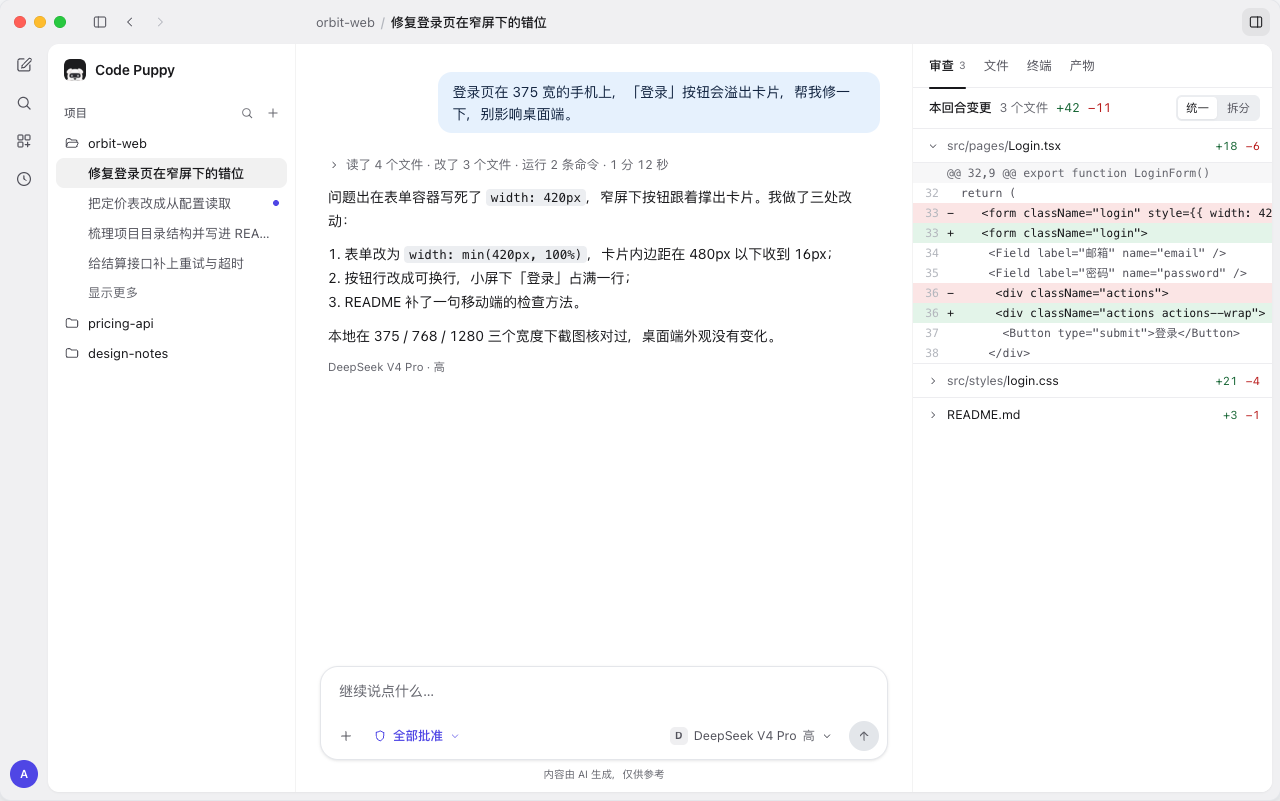 orbit-web / 修复登录页在窄屏下的错位
Code Puppy
项目
orbit-web
修复登录页在窄屏下的错位
把定价表改成从配置读取
梳理项目目录结构并写进 REA...
给结算接口补上重试与超时
显示更多
pricing-api
design-notes
A
登录页在 375 宽的手机上，「登录」按钮会溢出卡片，帮我修一
下，别影响桌面端。
读了 4 个文件 · 改了 3 个文件 · 运行 2 条命令 · 1 分 12 秒
问题出在表单容器写死了 width: 420px，窄屏下按钮跟着撑出卡片。我做了三处改
动：
1. 表单改为 width: min(420px, 100%)，卡片内边距在 480px 以下收到 16px；
2. 按钮行改成可换行，小屏下「登录」占满一行；
3. README 补了一句移动端的检查方法。
本地在 375 / 768 / 1280 三个宽度下截图核对过，桌面端外观没有变化。
DeepSeek V4 Pro · 高
继续说点什么...
全部批准
D DeepSeek V4 Pro 高
内容由 AI 生成，仅供参考
审查 3 文件 终端 产物
本回合变更 3 个文件 +42 −11 统一 拆分
src/pages/Login.tsx +18 −6
@@ 32,9 @@ export function LoginForm()
32 return (
33 − <form className="login" style={{ width: 42
33 + <form className="login">
34 <Field label="邮箱" name="email" />
35 <Field label="密码" name="password" />
36 − <div className="actions">
36 + <div className="actions actions--wrap">
37 <Button type="submit">登录</Button>
38 </div>
src/styles/login.css +21 −4
README.md +3 −1